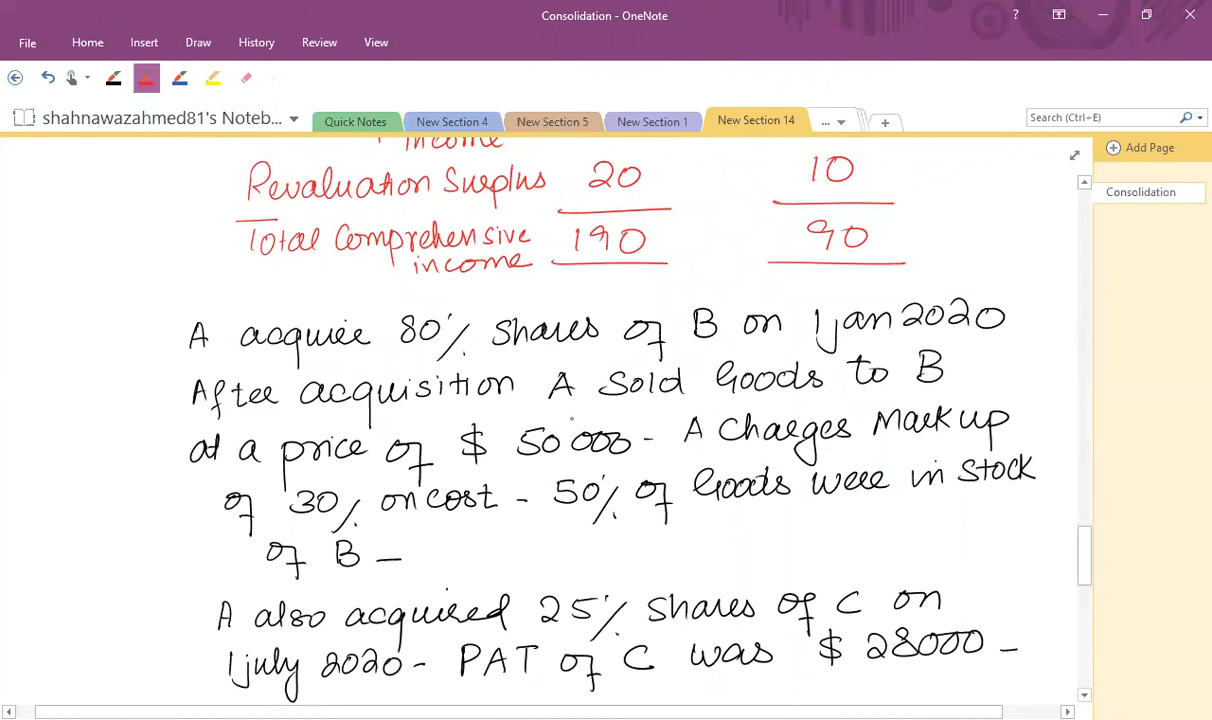 Consolidation - OneNote
?
File Home Insert Draw History Review View
shahnawazahmed81's Noteb...
Quick Notes New Section 4 New Section 5 New Section 1 New Section 14 ...
Search (Ctrl+E)
Add Page
Consolidation
income
Revaluation Surplus 20 10
Total Comprehensive income 190 90
A acquire 80% shares of B on 1 jan 2020
After acquisition A Sold Goods to B
at a price of $ 50000 - A Charges Mark up
of 30% on cost - 50% of Goods were in Stock
of B -
A also acquired 25% shares of C on
1 july 2020 - PAT of C was $ 28000 -